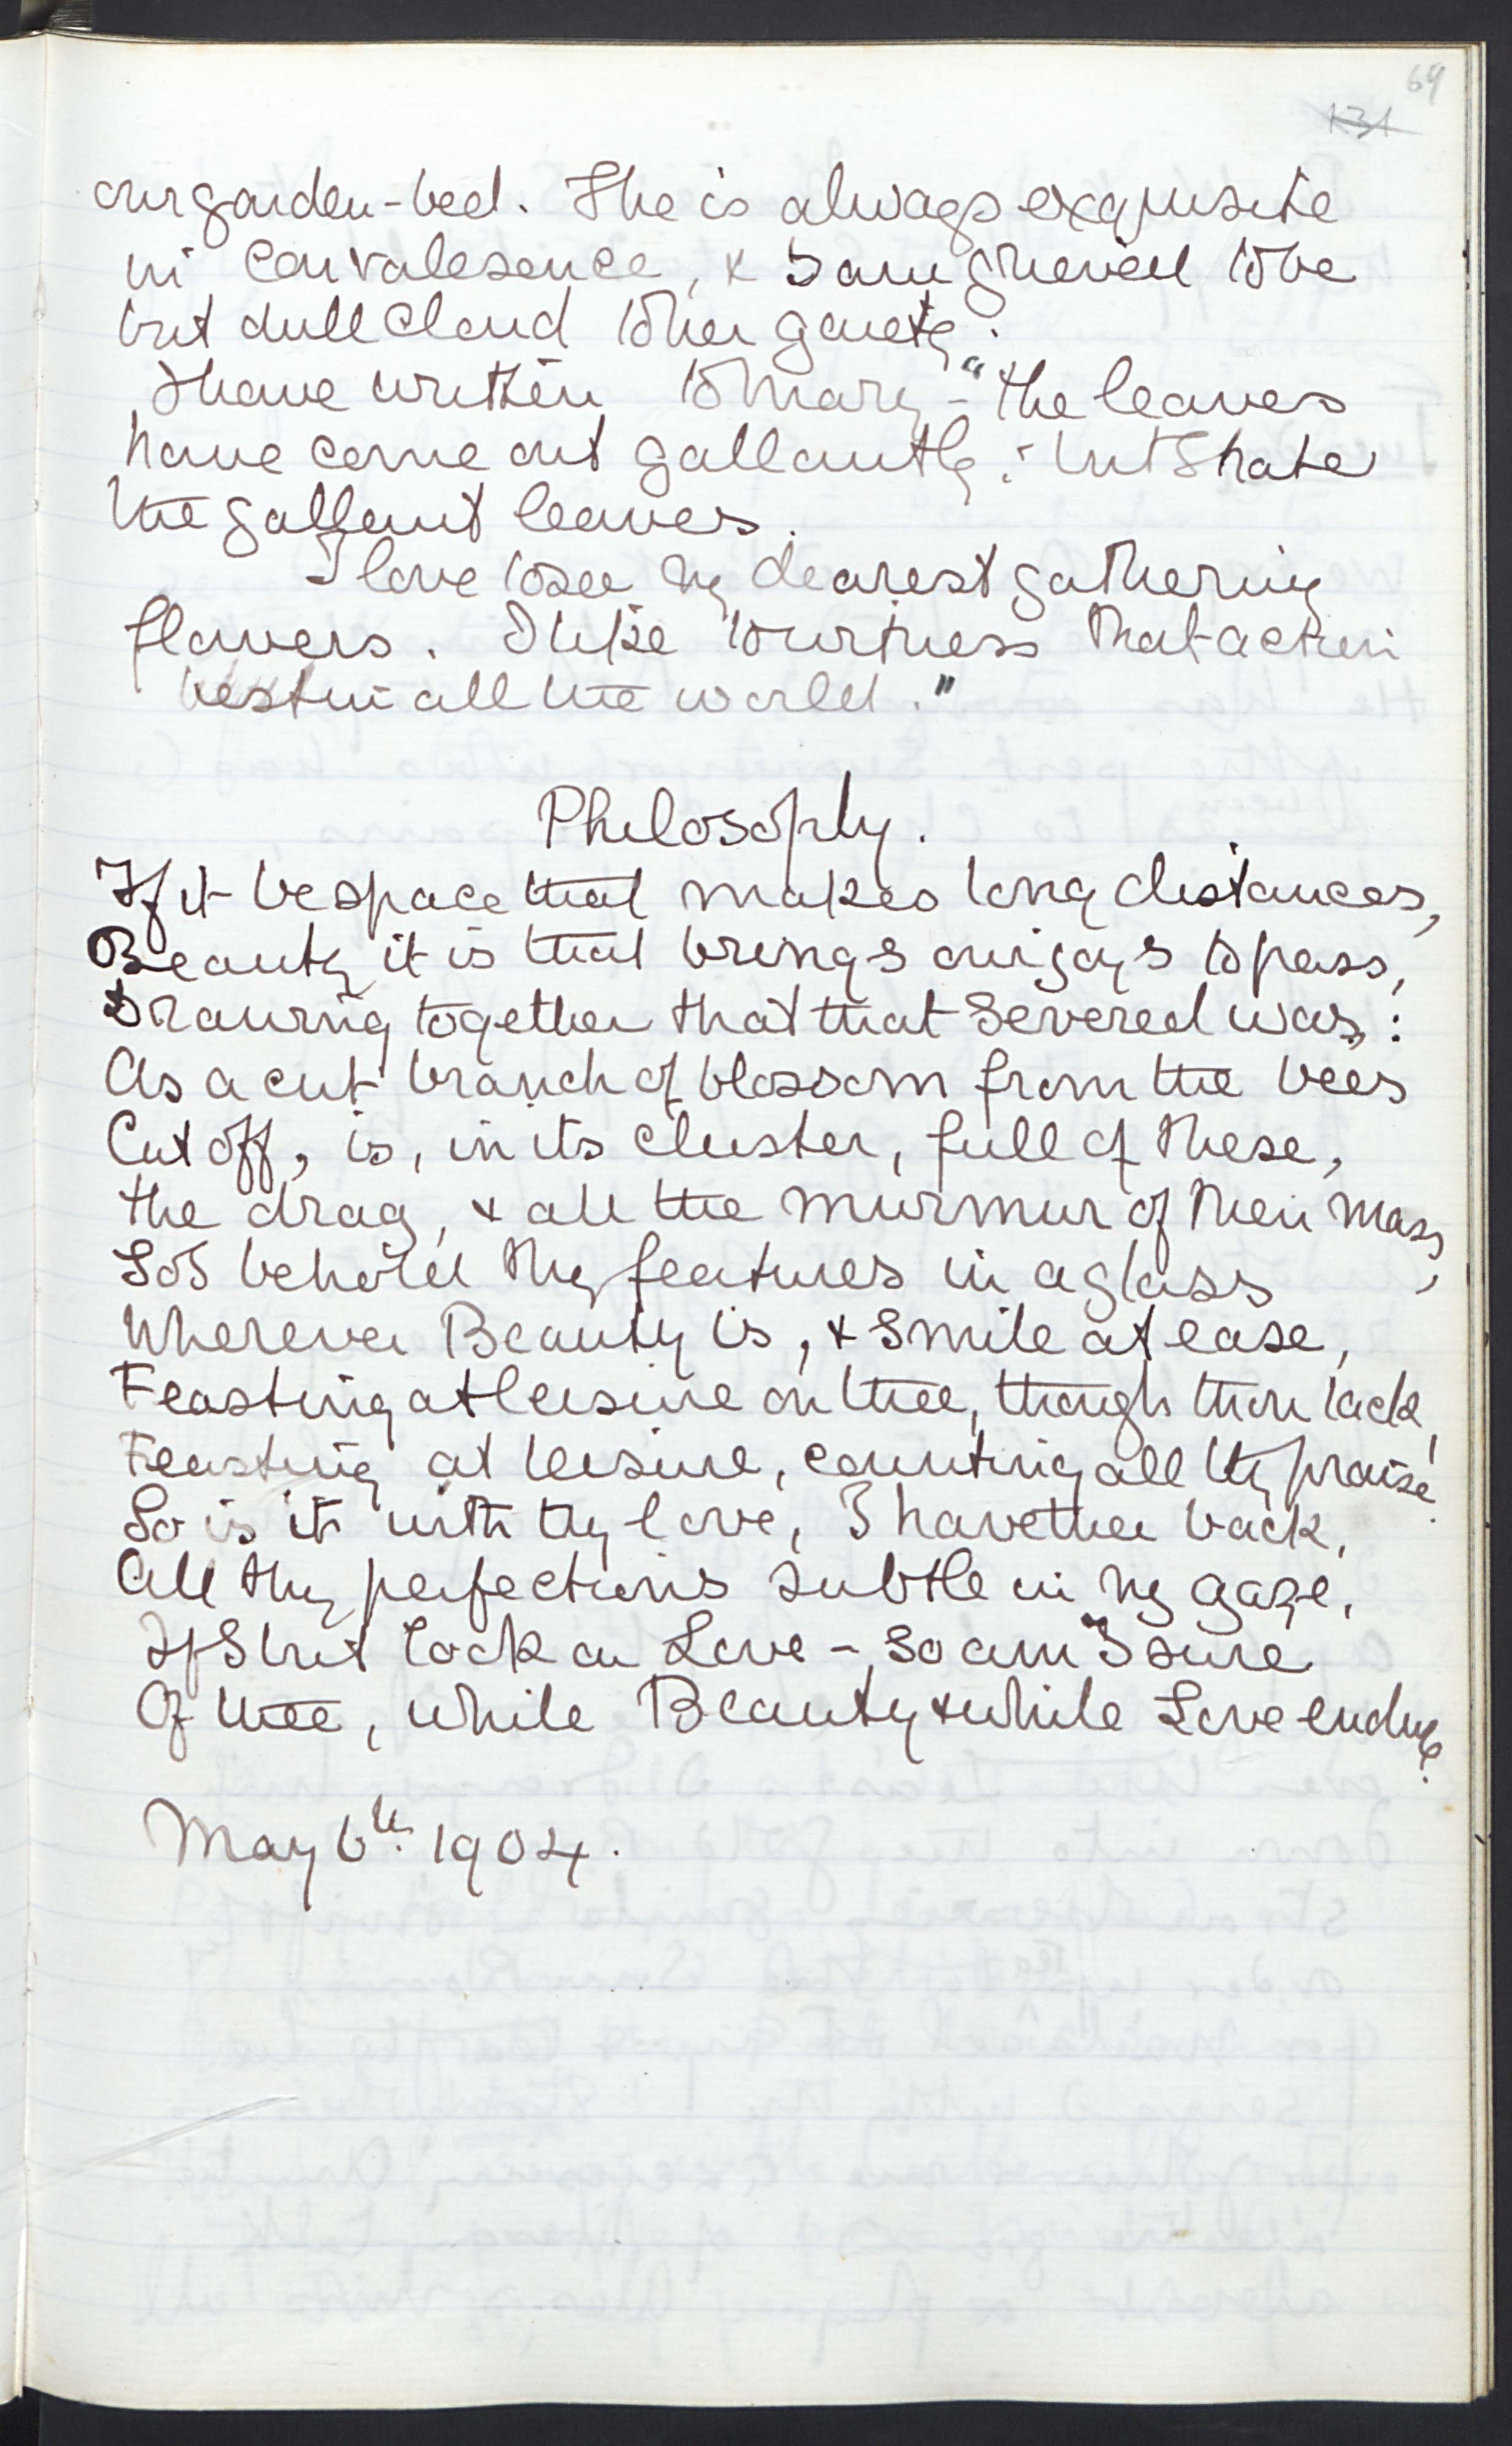 69
131
our garden-bed. She is always exquisite
in convalesence, & I am grieved to be
but dull cloud to her gaiety.
I have written to Mary - "the leaves
have come out gallantly: but I hate
the gallant leaves.
I love to see my dearest gathering
flowers. I like to witness that action
best in all the world."
Philosophy.
If it be space that makes long distances,
Beauty it is that brings our joys to pass,
Drawing together that that severed was:
As a cut branch of blossom from the bees
Cut off, is, in its cluster, full of these,
the drag, & all the murmur of their mass,
So I behold thy features in a glass
Wherever Beauty is, & smile at ease,
Feasting at leisure on thee, though thou lack,
Feasting at leisure, counting all thy praise!
So is it with thy love, I have thee back,
All thy perfections subtle in my gaze,
If I but look on Love - so am I sure
Of thee, while Beauty & while Love endure.
May 6th. 1904.